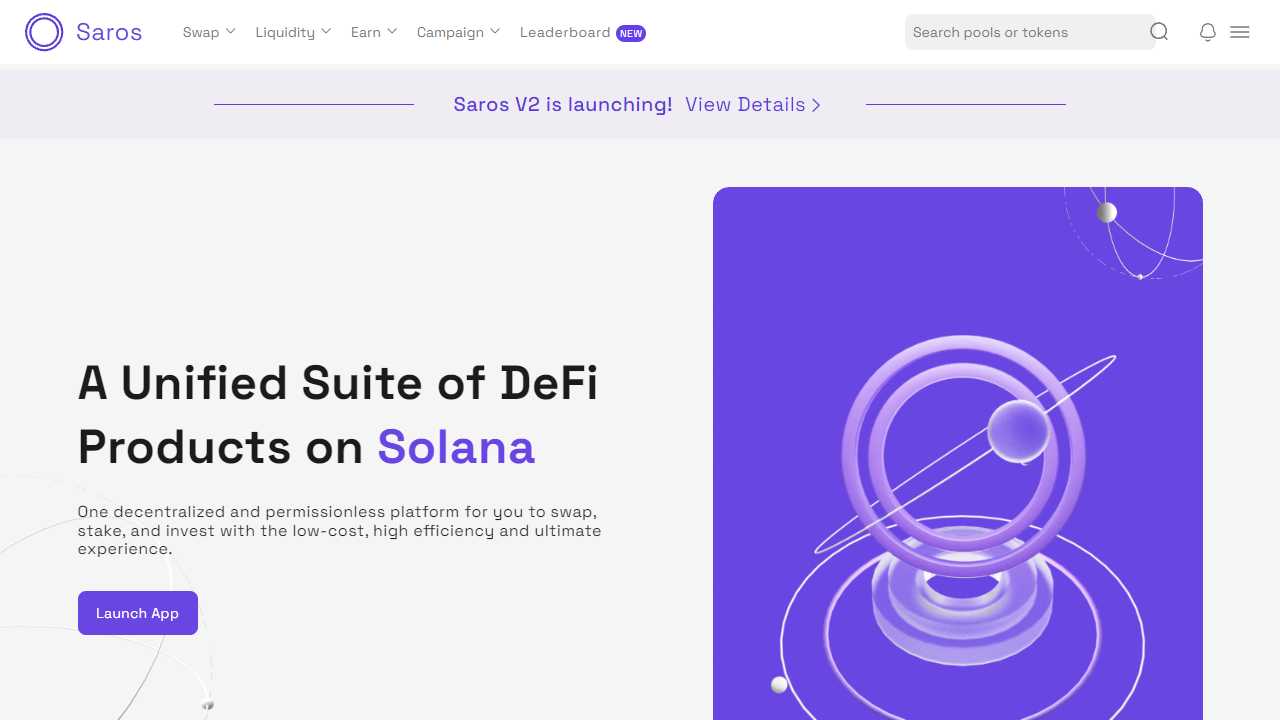 Saros
Swap
Liquidity
Earn
Campaign
Leaderboard NEW
Search pools or tokens
Saros V2 is launching! View Details
A Unified Suite of DeFi
Products on Solana
One decentralized and permissionless platform for you to swap,
stake, and invest with the low-cost, high efficiency and ultimate
experience.
Launch App